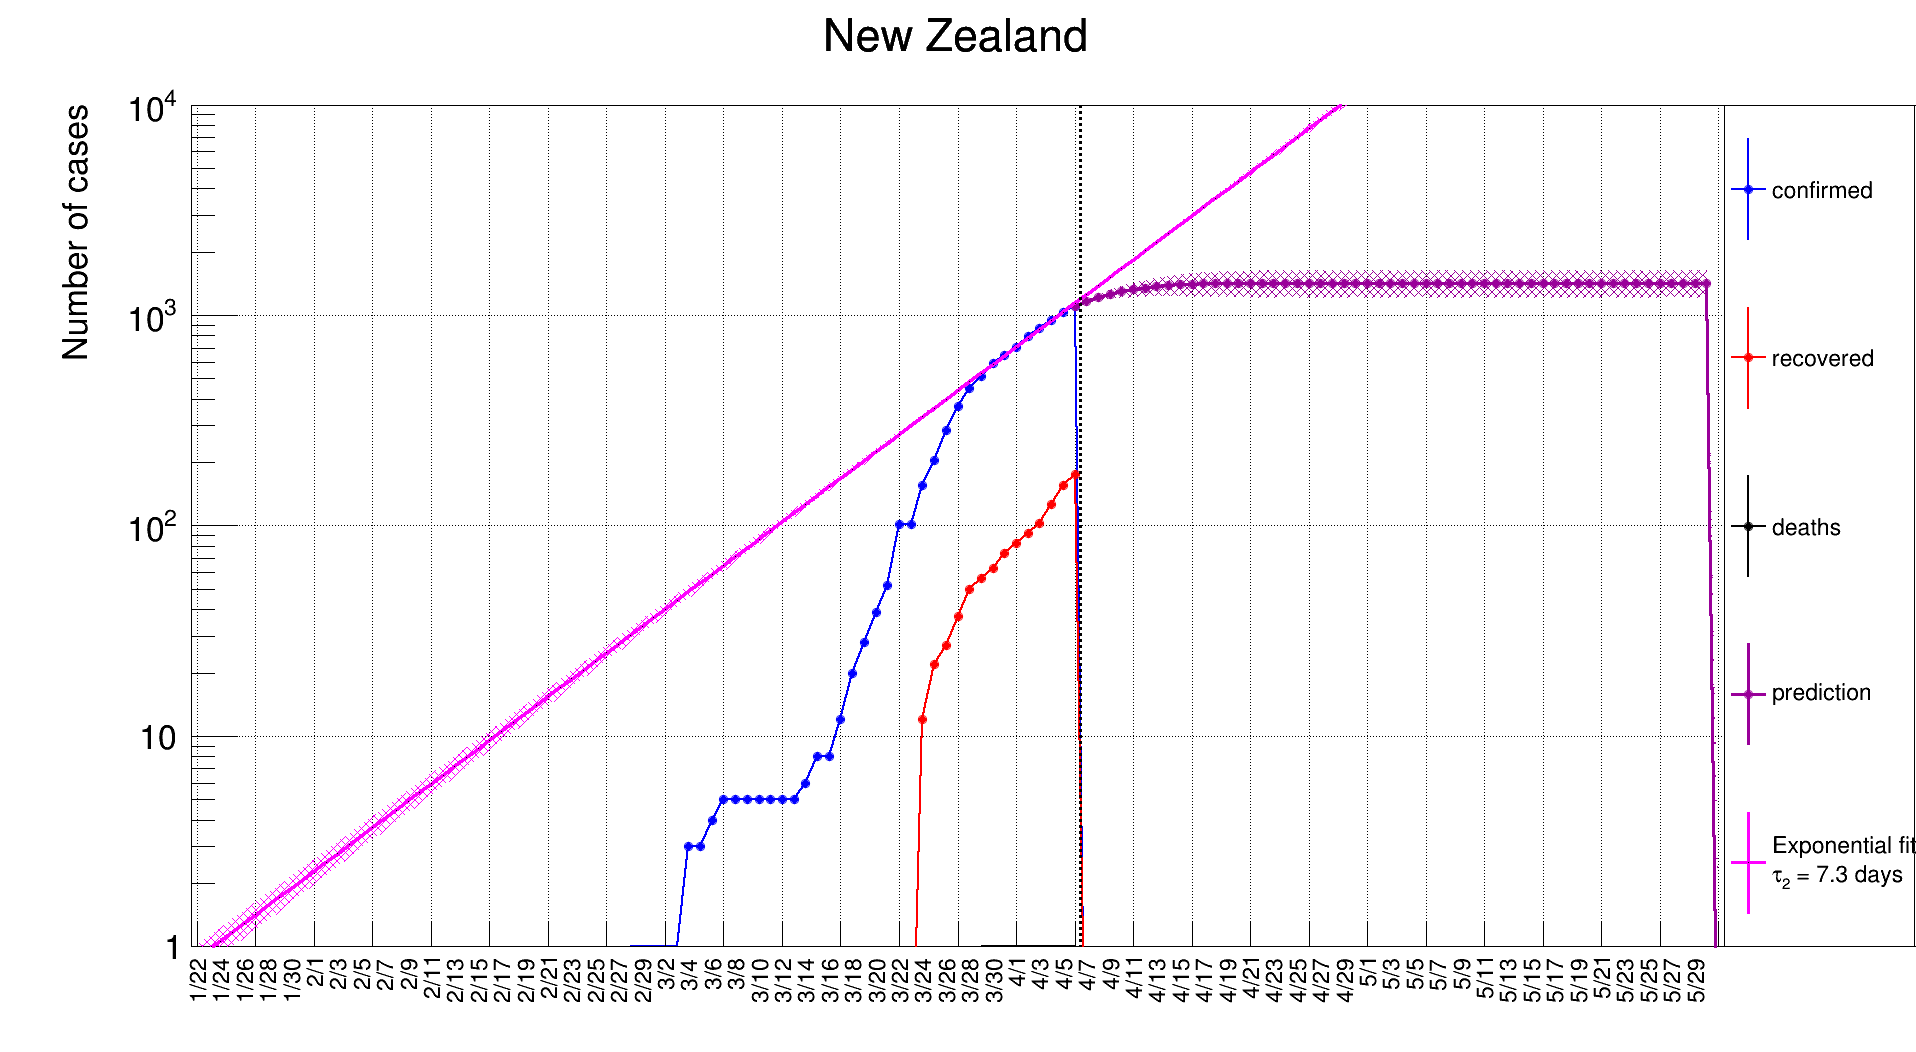 New Zealand
Number of cases
10⁴
10³
10²
10
1
1/22 1/24 1/26 1/28 1/30 2/1 2/3 2/5 2/7 2/9 2/11 2/13 2/15 2/17 2/19 2/21 2/23 2/25 2/27 2/29 3/2 3/4 3/6 3/8 3/10 3/12 3/14 3/16 3/18 3/20 3/22 3/24 3/26 3/28 3/30 4/1 4/3 4/5 4/7 4/9 4/11 4/13 4/15 4/17 4/19 4/21 4/23 4/25 4/27 4/29 5/1 5/3 5/5 5/7 5/9 5/11 5/13 5/15 5/17 5/19 5/21 5/23 5/25 5/27 5/29
confirmed
recovered
deaths
prediction
Exponential fit
τ₂ = 7.3 days